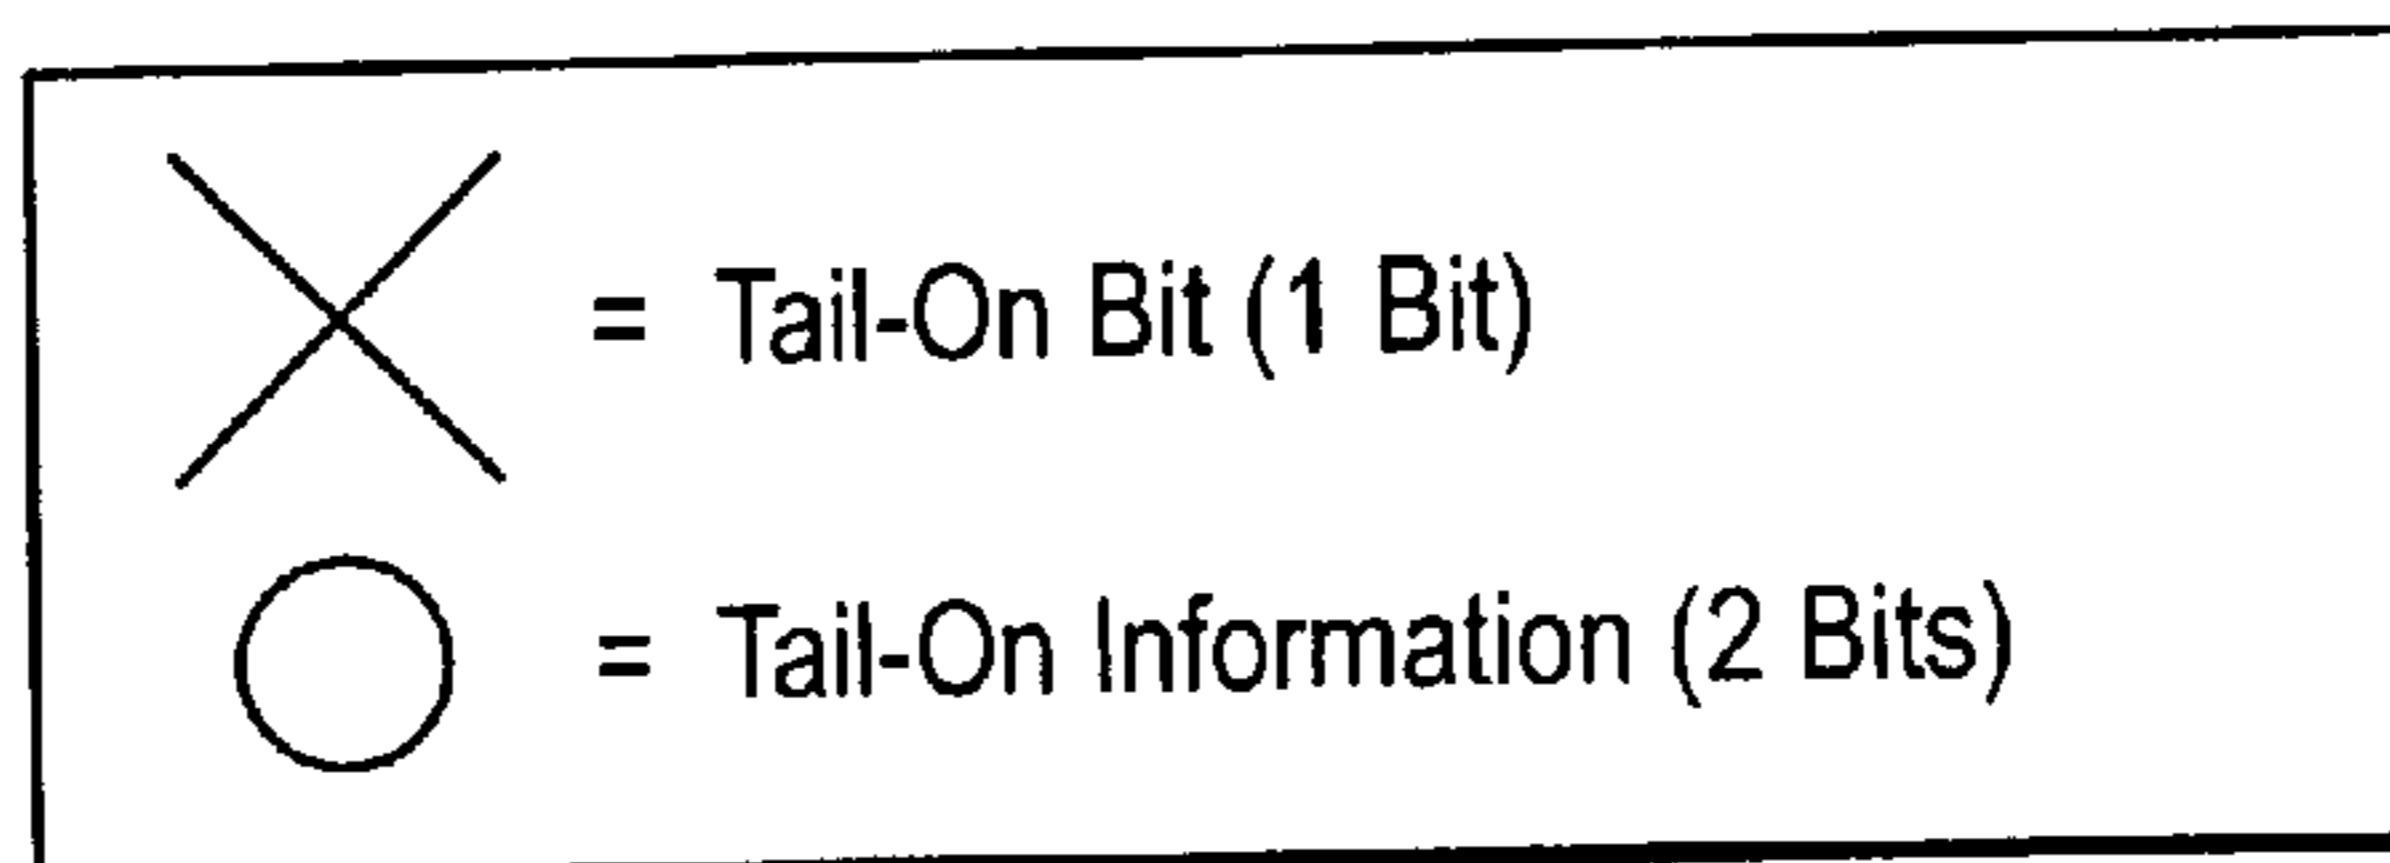 = Tail-On Bit (1 Bit)
= Tail-On Information (2 Bits)